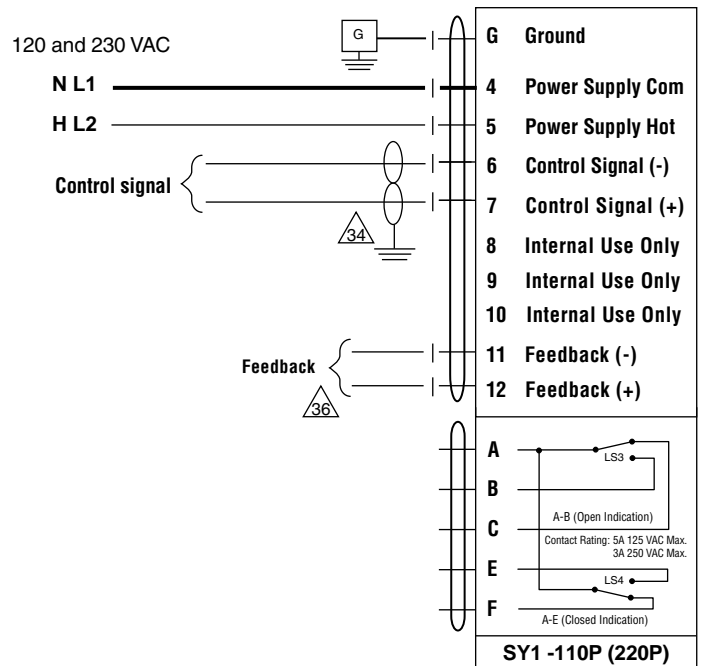 120 and 230 VAC
G
G Ground
N L1
4 Power Supply Com
H L2
5 Power Supply Hot
6 Control Signal (-)
Control signal
7 Control Signal (+)
34
8 Internal Use Only
9 Internal Use Only
10 Internal Use Only
11 Feedback (-)
Feedback
12 Feedback (+)
36
A
LS3
B
C
A-B (Open Indication)
Contact Rating: 5A 125 VAC Max.
3A 250 VAC Max.
E
LS4
F
A-E (Closed Indication)
SY1 -110P (220P)